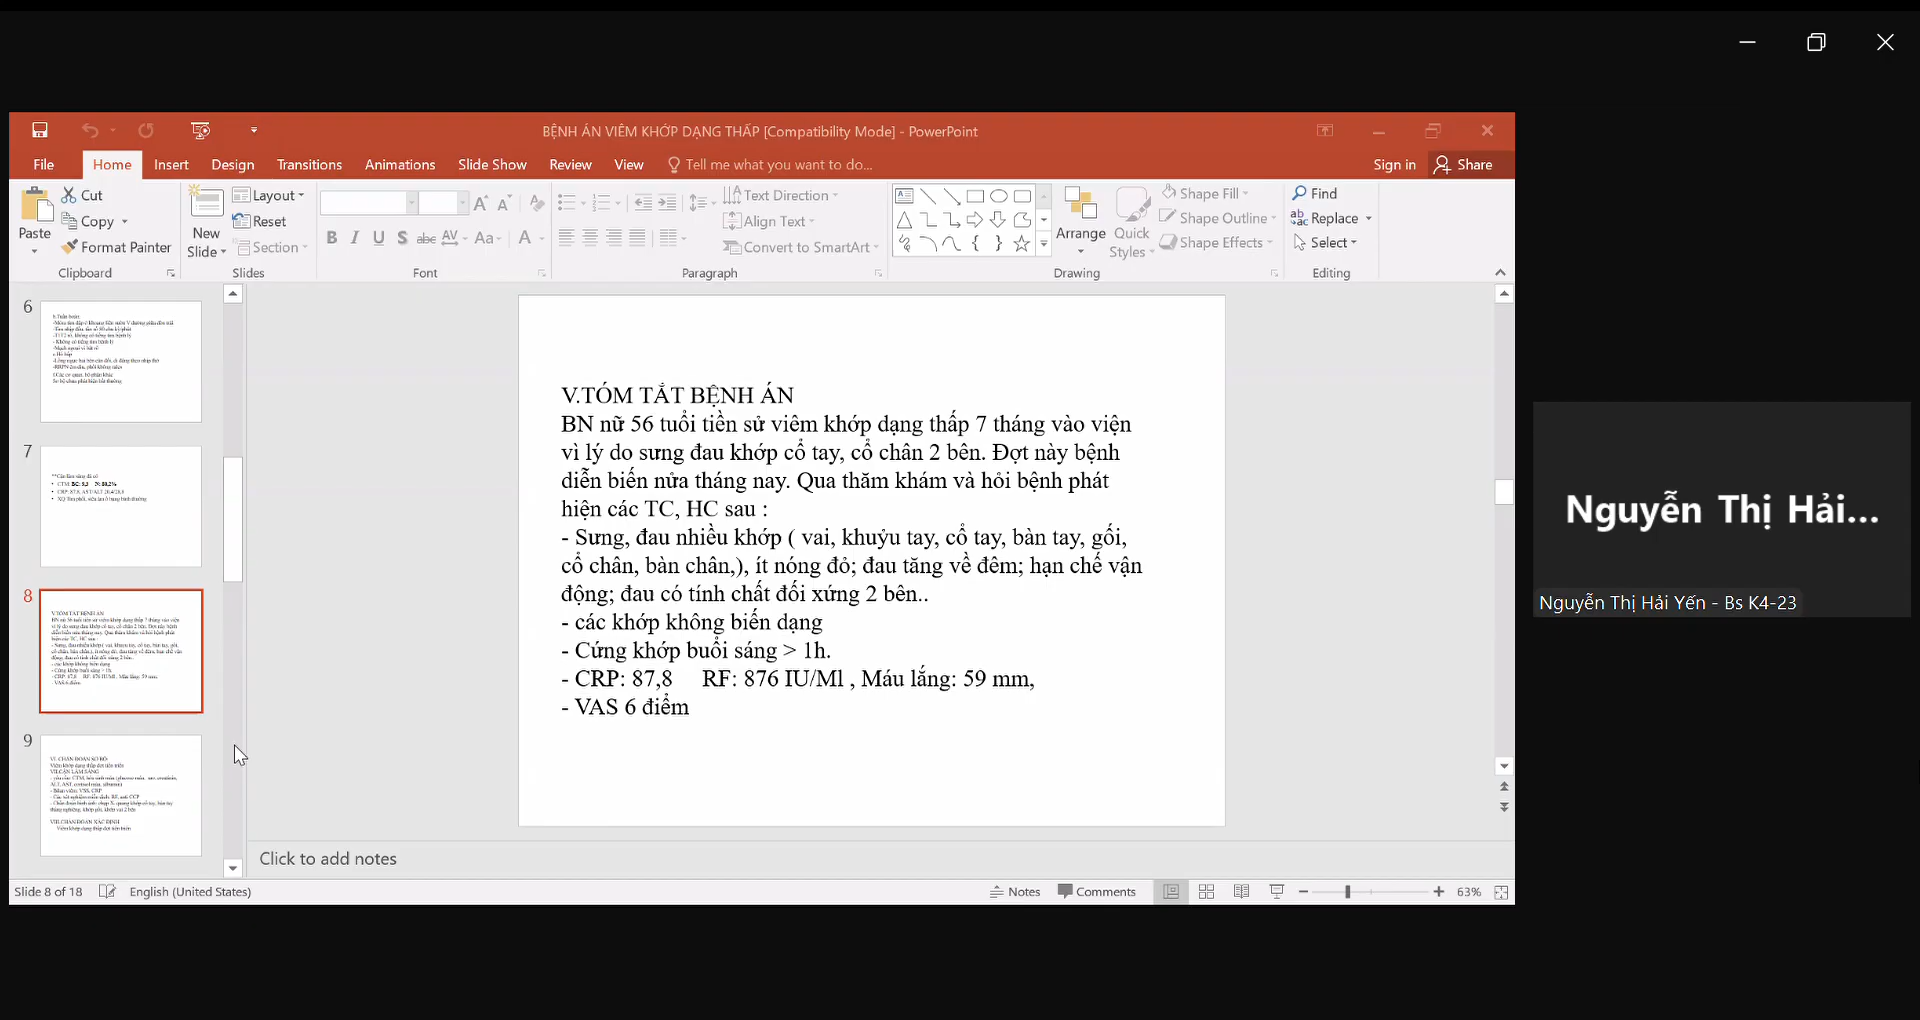 BỆNH ÁN VIÊM KHỚP DẠNG THẤP [Compatibility Mode] - PowerPoint
File Home Insert Design Transitions Animations Slide Show Review View Tell me what you want to do... Sign in Share
Paste
Cut
Copy
Format Painter
Clipboard
New
Slide
Layout
Reset
Section
Slides
Font
Text Direction
Align Text
Convert to SmartArt
Paragraph
Arrange
Quick
Styles
Shape Fill
Shape Outline
Shape Effects
Drawing
Find
Replace
Select
Editing
6
7
8
9
V.TÓM TẮT BỆNH ÁN
BN nữ 56 tuổi tiền sử viêm khớp dạng thấp 7 tháng vào viện
vì lý do sưng đau khớp cổ tay, cổ chân 2 bên. Đợt này bệnh
diễn biến nửa tháng nay. Qua thăm khám và hỏi bệnh phát
hiện các TC, HC sau :
- Sưng, đau nhiều khớp ( vai, khuỷu tay, cổ tay, bàn tay, gối,
cổ chân, bàn chân,), ít nóng đỏ; đau tăng về đêm; hạn chế vận
động; đau có tính chất đối xứng 2 bên..
- các khớp không biến dạng
- Cứng khớp buổi sáng > 1h.
- CRP: 87,8 RF: 876 IU/Ml , Máu lắng: 59 mm,
- VAS 6 điểm
Click to add notes
Slide 8 of 18 English (United States) Notes Comments 63%
Nguyễn Thị Hải...
Nguyễn Thị Hải Yến - Bs K4-23